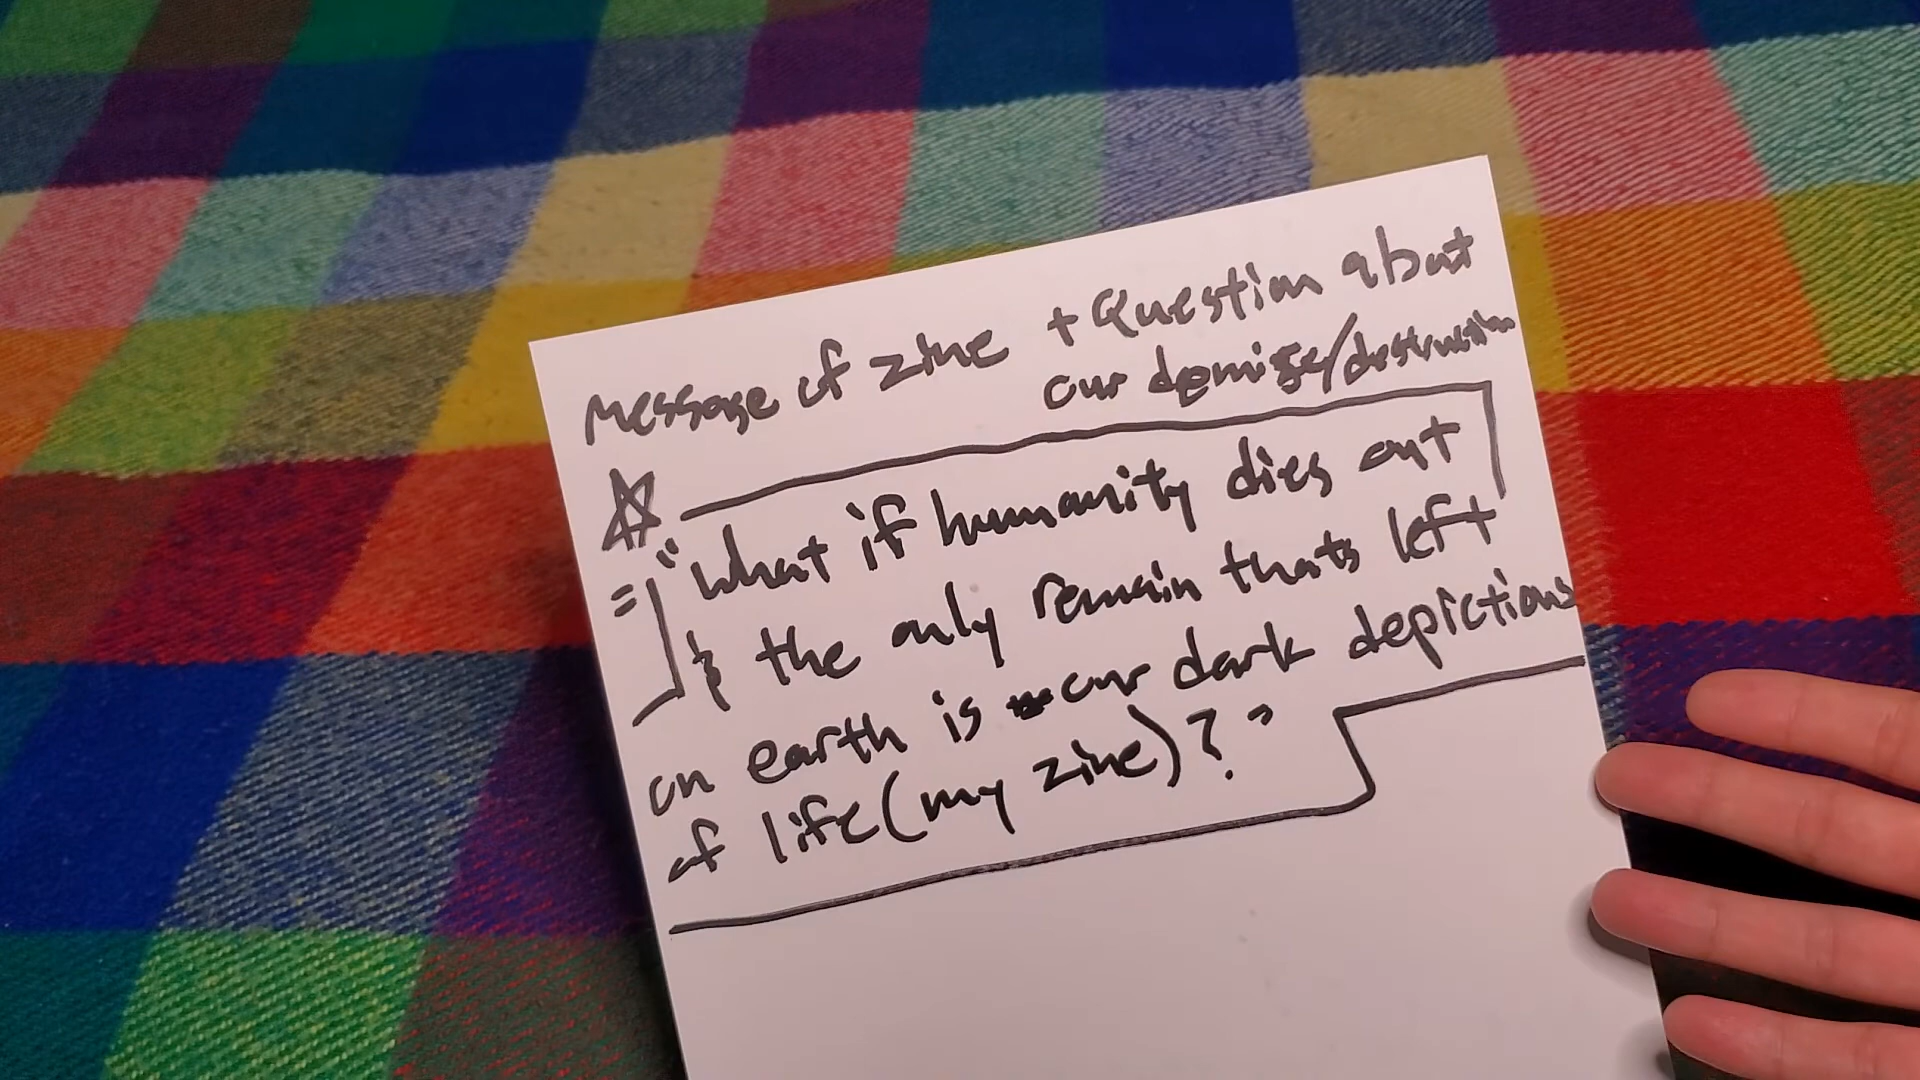 Message of zine + Question about
our demise/destruction
"What if humanity dies out
= & the only remain thats left
on earth is our dark depictions
of life (my zine)?"